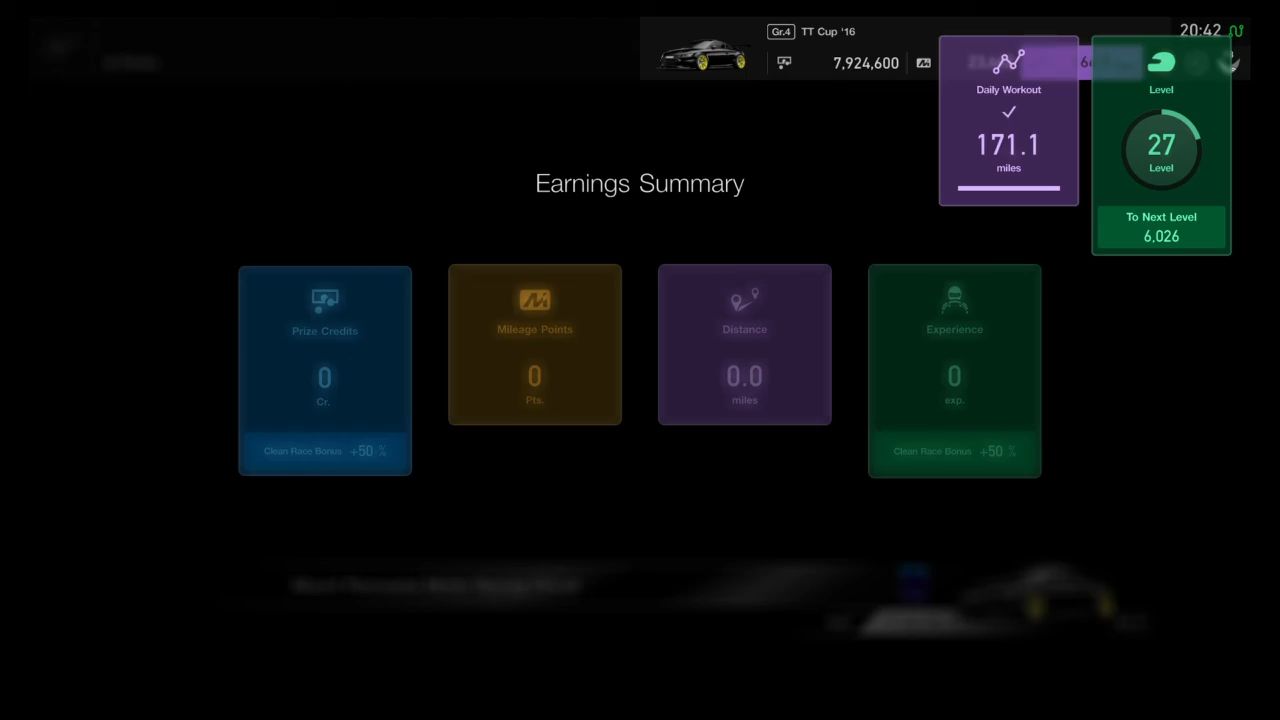 Gr.4 TT Cup '16
20:42
7,924,600
Daily Workout
171.1
miles
Level
27
Level
To Next Level
6,026
Earnings Summary
Prize Credits
0
Cr.
Clean Race Bonus +50 %
Mileage Points
0
Pts.
Distance
0.0
miles
Experience
0
exp.
Clean Race Bonus +50 %